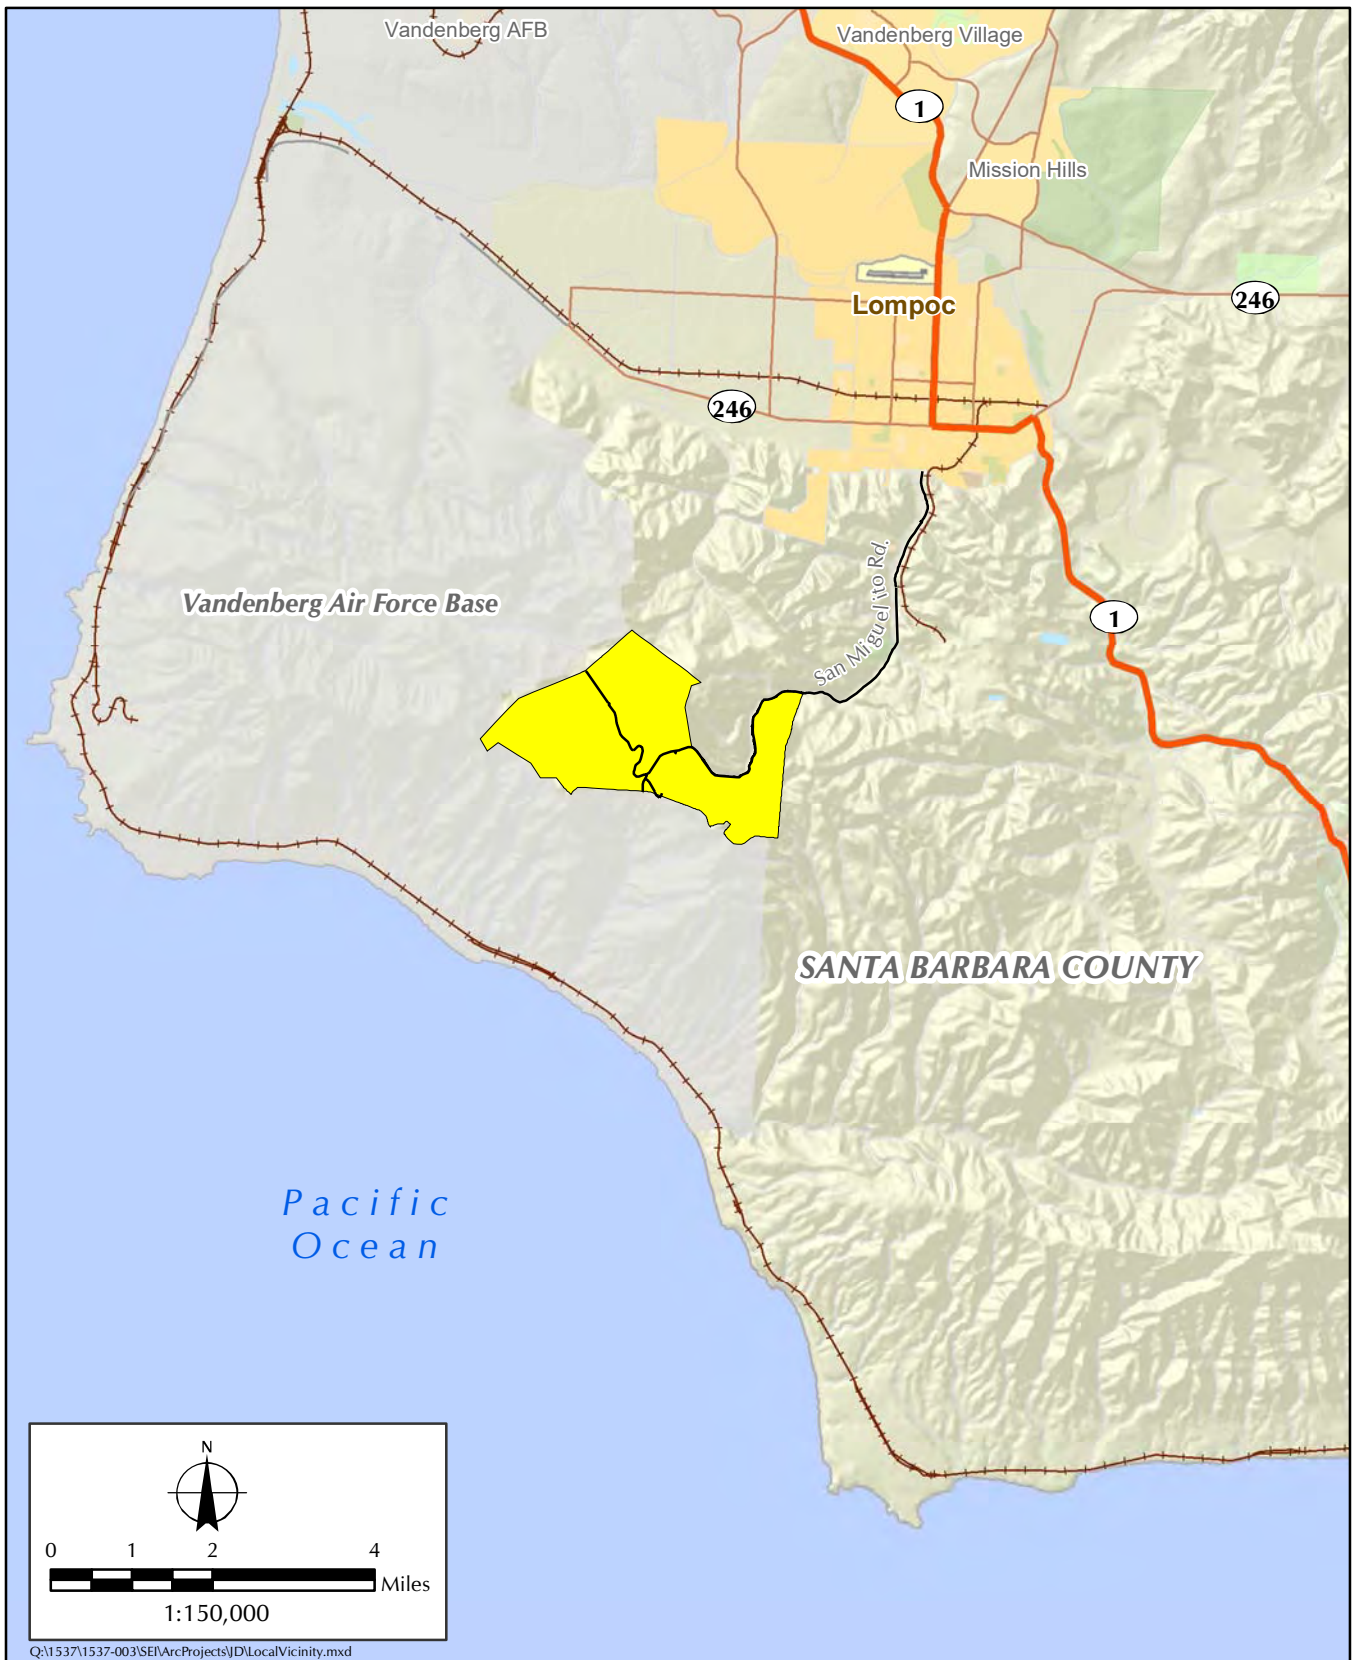 Vandenberg AFB
Vandenberg Village
1
Mission Hills
246
Lompoc
246
San Miguel ito Rd.
Vandenberg Air Force Base
1
SANTA BARBARA COUNTY
Pacific
Ocean
N
0 1 2 4
Miles
1:150,000
Q:\1537\1537-003\SEI\ArcProjects\JD\LocalVicinity.mxd